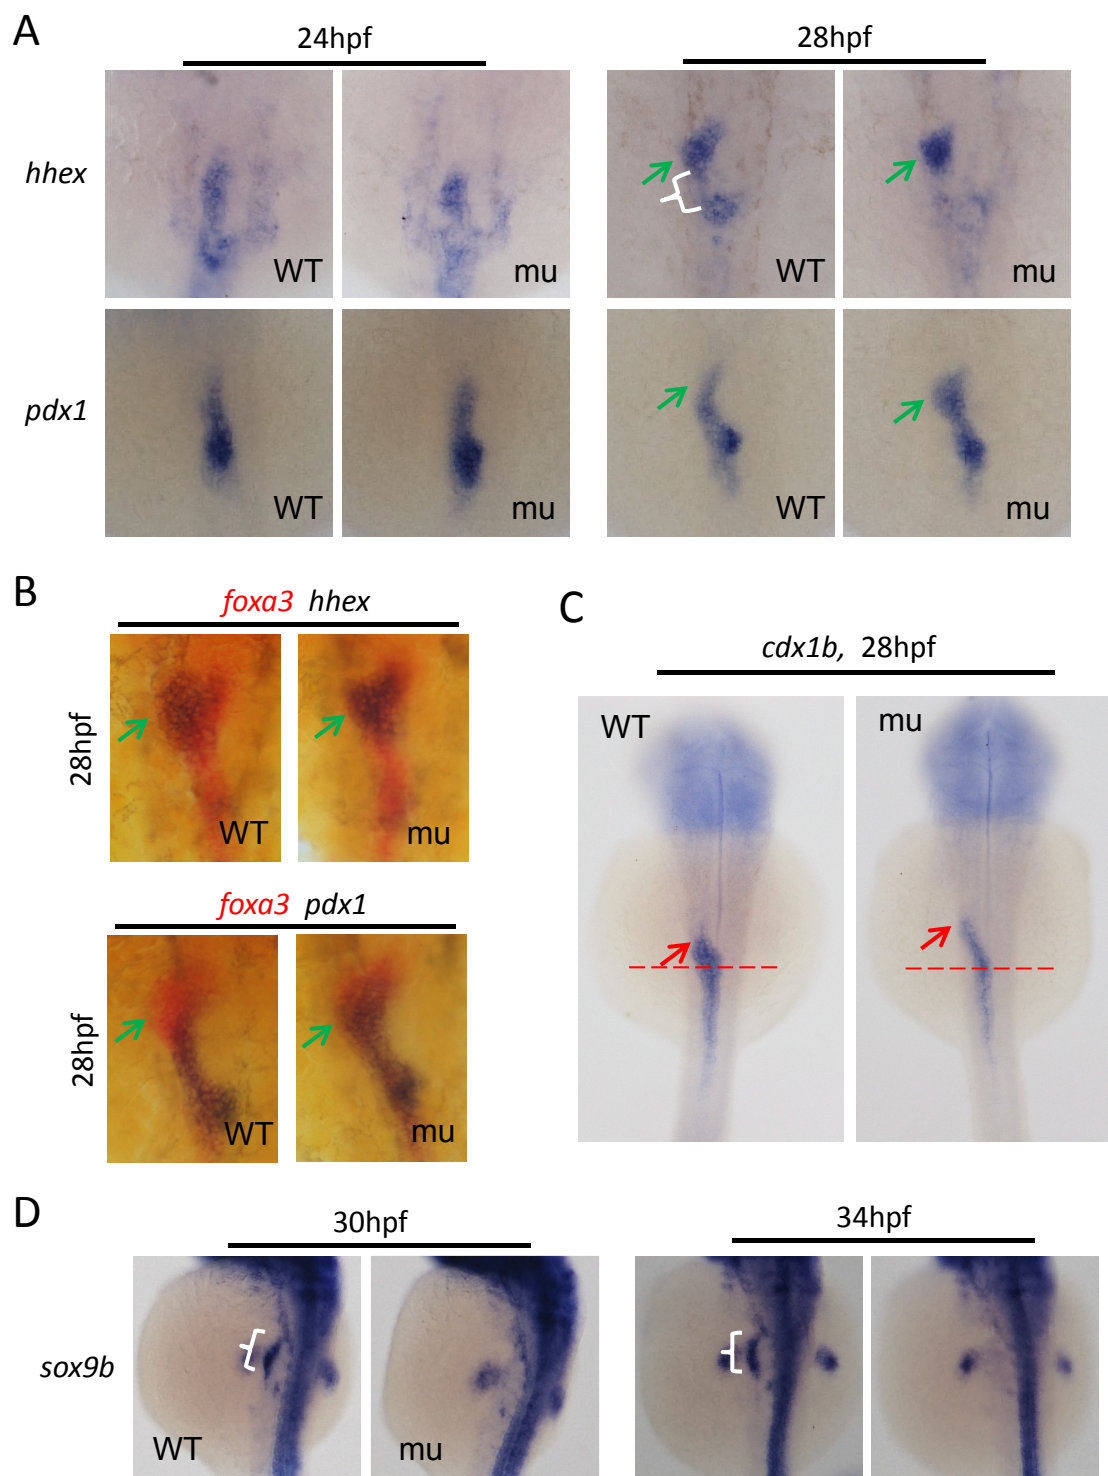 A
24hpf
28hpf
hhex
WT
mu
WT
mu
pdx1
WT
mu
WT
mu
B
foxa3 hhex
28hpf
WT
mu
foxa3 pdx1
28hpf
WT
mu
C
cdx1b, 28hpf
WT
mu
D
30hpf
34hpf
sox9b
WT
mu